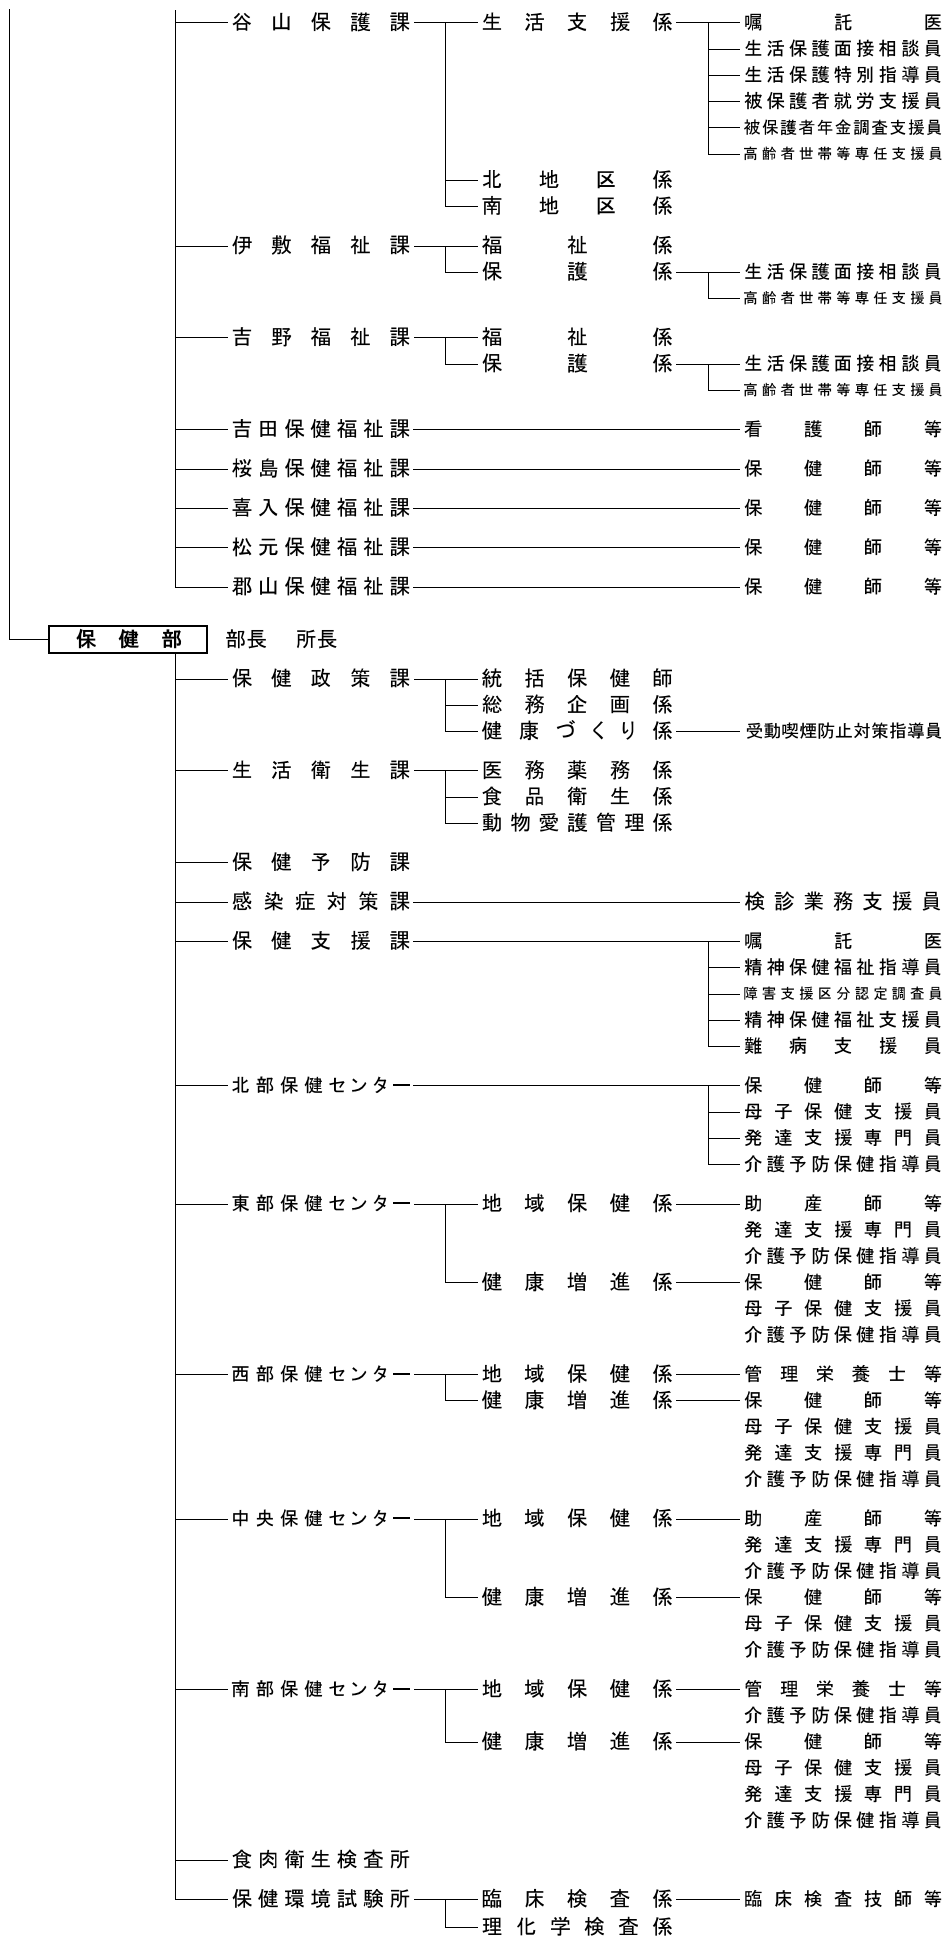 谷山保護課 生活支援係 嘱託医
生活保護面接相談員
生活保護特別指導員
被保護者就労支援員
被保護者年金調査支援員
高齢者世帯等専任支援員
北地区係
南地区係
伊敷福祉課 福祉係
保護係 生活保護面接相談員
高齢者世帯等専任支援員
吉野福祉課 福祉係
保護係 生活保護面接相談員
高齢者世帯等専任支援員
吉田保健福祉課 看護師等
桜島保健福祉課 保健師等
喜入保健福祉課 保健師等
松元保健福祉課 保健師等
郡山保健福祉課 保健師等
保健部 部長 所長
保健政策課 統括保健師
総務企画係
健康づくり係 受動喫煙防止対策指導員
生活衛生課 医務薬務係
食品衛生係
動物愛護管理係
保健予防課
感染症対策課 検診業務支援員
保健支援課 嘱託医
精神保健福祉指導員
障害支援区分認定調査員
精神保健福祉支援員
難病支援員
北部保健センター 保健師等
母子保健支援員
発達支援専門員
介護予防保健指導員
東部保健センター 地域保健係 助産師等
発達支援専門員
介護予防保健指導員
健康増進係 保健師等
母子保健支援員
介護予防保健指導員
西部保健センター 地域保健係 管理栄養士等
健康増進係 保健師等
母子保健支援員
発達支援専門員
介護予防保健指導員
中央保健センター 地域保健係 助産師等
発達支援専門員
介護予防保健指導員
健康増進係 保健師等
母子保健支援員
介護予防保健指導員
南部保健センター 地域保健係 管理栄養士等
介護予防保健指導員
健康増進係 保健師等
母子保健支援員
発達支援専門員
介護予防保健指導員
食肉衛生検査所
保健環境試験所 臨床検査係 臨床検査技師等
理化学検査係